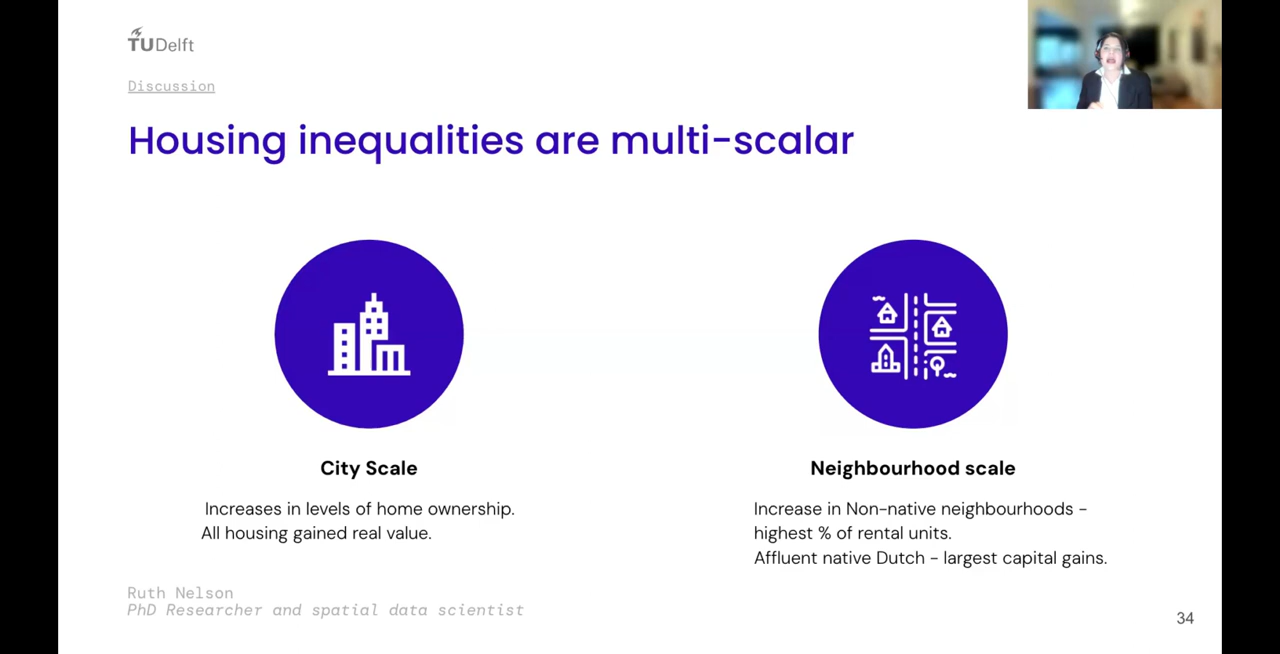 TUDelft
Discussion
Housing inequalities are multi-scalar
City Scale
Increases in levels of home ownership.
All housing gained real value.
Neighbourhood scale
Increase in Non-native neighbourhoods -
highest % of rental units.
Affluent native Dutch - largest capital gains.
Ruth Nelson
PhD Researcher and spatial data scientist
34